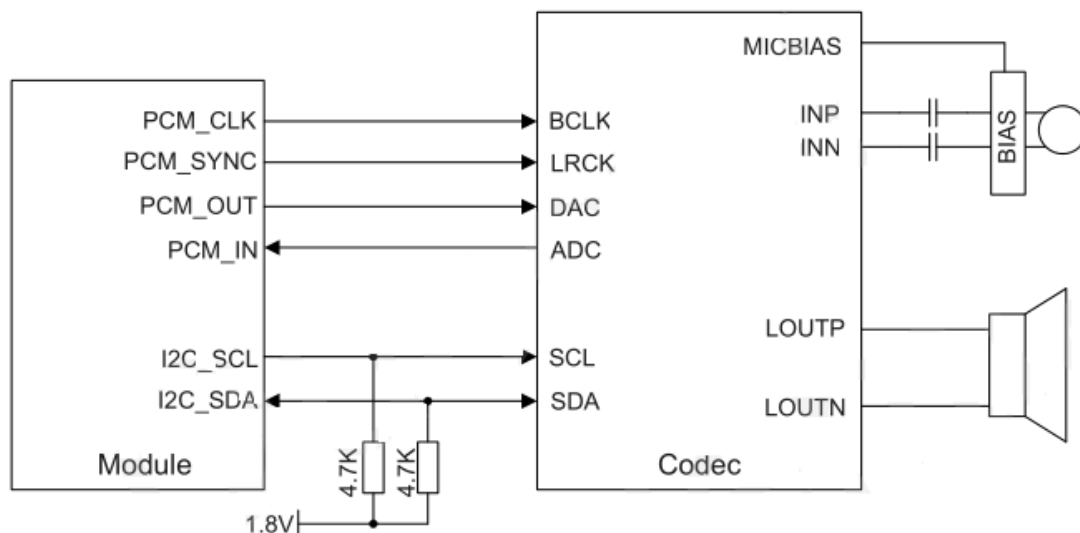 MICBIAS
PCM_CLK
BCLK
INP
PCM_SYNC
LRCK
INN
BIAS
PCM_OUT
DAC
PCM_IN
ADC
LOUTP
I2C_SCL
SCL
I2C_SDA
SDA
LOUTN
Module
4.7K
4.7K
Codec
1.8V